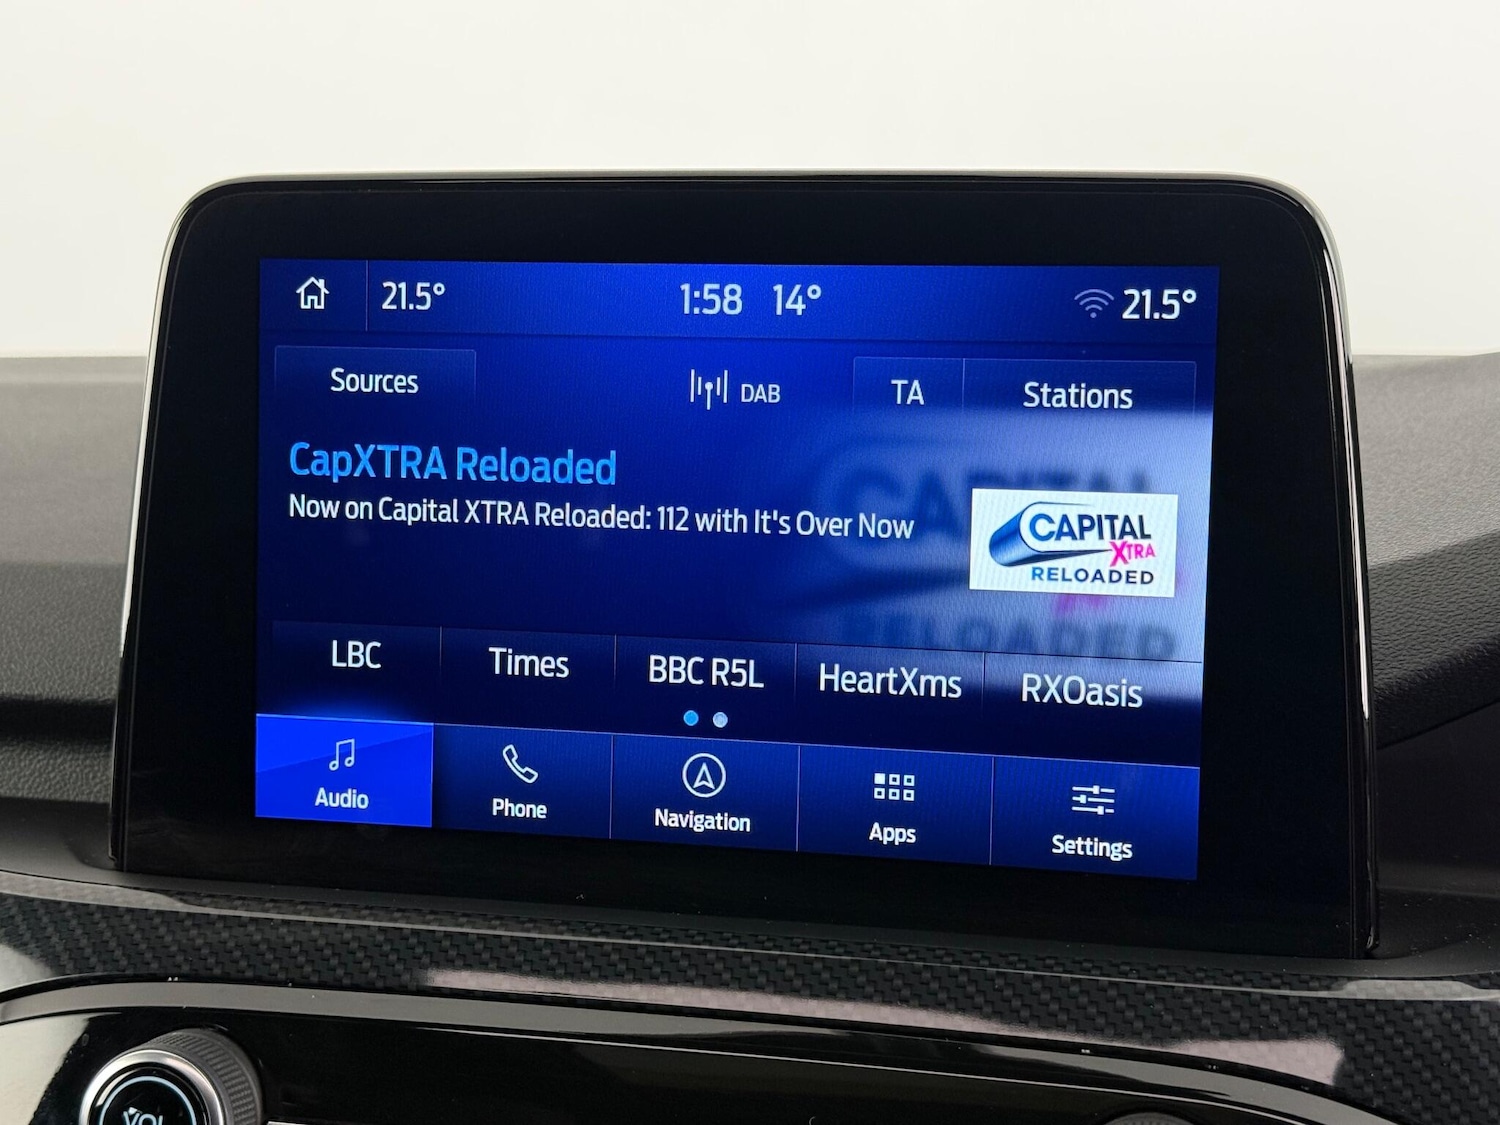 21.5° 1:58 14° 21.5°
Sources DAB TA Stations
CapXTRA Reloaded
Now on Capital XTRA Reloaded: 112 with It's Over Now
CAPITAL
XTRA
RELOADED
LBC Times BBC R5L HeartXms RXOasis
Audio Phone Navigation Apps Settings
VOL